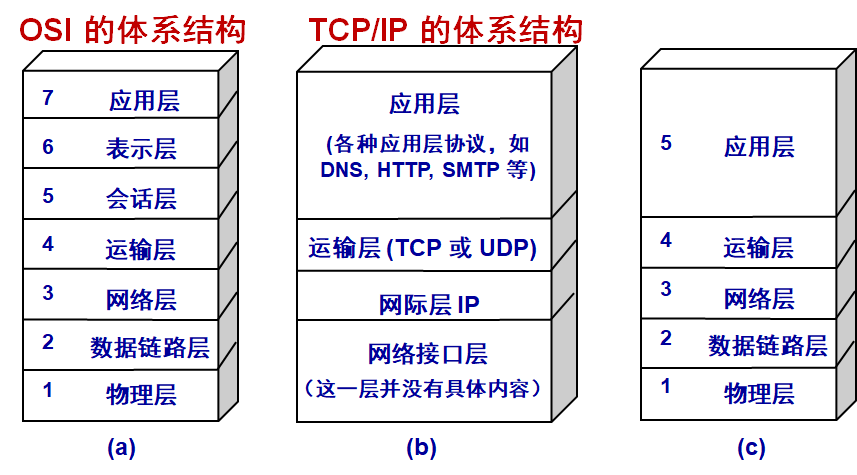 OSI 的体系结构
7 应用层
6 表示层
5 会话层
4 运输层
3 网络层
2 数据链路层
1 物理层
(a)
TCP/IP 的体系结构
应用层
(各种应用层协议，如
DNS, HTTP, SMTP 等)
运输层 (TCP 或 UDP)
网际层 IP
网络接口层
（这一层并没有具体内容）
(b)
5 应用层
4 运输层
3 网络层
2 数据链路层
1 物理层
(c)